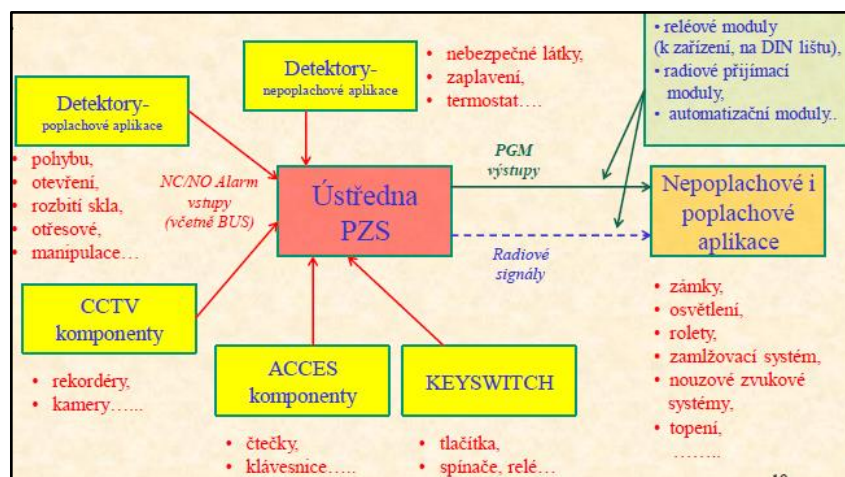 Detektory-
poplachové aplikace
• pohybu,
• otevření,
• rozbití skla,
• otřesové,
• manipulace…
Detektory-
nepoplachové aplikace
• nebezpečné látky,
• zaplavení,
• termostat….
• reléové moduly
(k zařízení, na DIN lištu),
• radiové přijímací
moduly,
• automatizační moduly..
NC/NO Alarm
vstupy
(včetně BUS)
Ústředna
PZS
PGM
výstupy
Radiové
signály
Nepoplachové i
poplachové
aplikace
• zámky,
• osvětlení,
• rolety,
• zamlžovací systém,
• nouzové zvukové
systémy,
• topení,
……..
CCTV
komponenty
• rekordéry,
• kamery…...
ACCES
komponenty
• čtečky,
• klávesnice…..
KEYSWITCH
• tlačítka,
• spínače, relé…